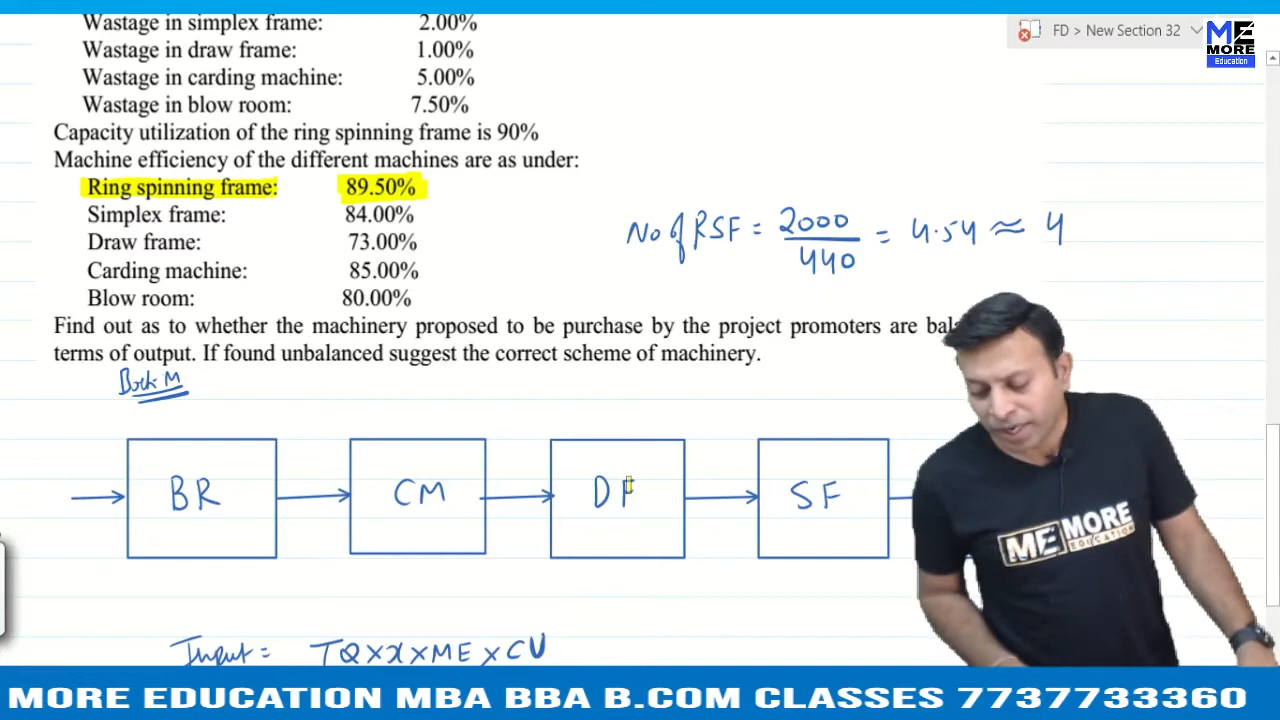 Wastage in simplex frame: 2.00%
Wastage in draw frame: 1.00%
Wastage in carding machine: 5.00%
Wastage in blow room: 7.50%
Capacity utilization of the ring spinning frame is 90%
Machine efficiency of the different machines are as under:
Ring spinning frame: 89.50%
Simplex frame: 84.00%
Draw frame: 73.00%
Carding machine: 85.00%
Blow room: 80.00%
Find out as to whether the machinery proposed to be purchase by the project promoters are
terms of output. If found unbalanced suggest the correct scheme of machinery.
FD > New Section 32
ME
MORE
Education
No of RSF = 2000/440 = 4.54 ≈ 4
BR
CM
DF
SF
Input = TQ×X×ME×CU
ME MORE
EDUCATION
MORE EDUCATION MBA BBA B.COM CLASSES 7737733360